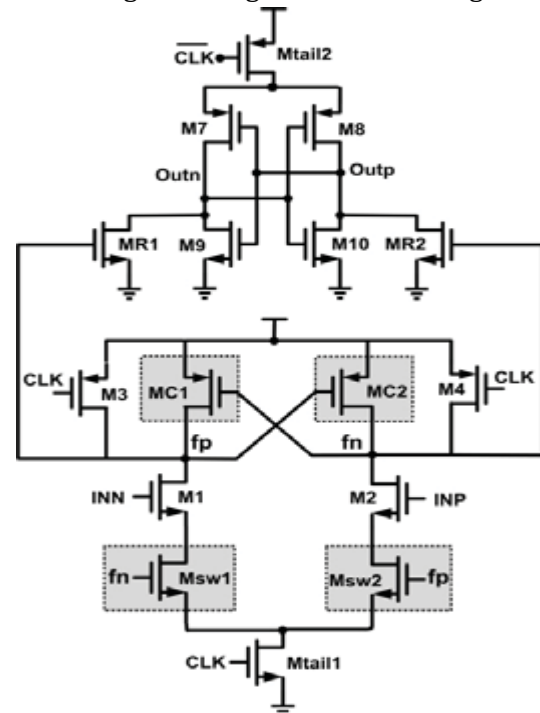 CLK
Mtail2
M7
M8
Outn
Outp
MR1
M9
M10
MR2
CLK
M3
MC1
MC2
M4
CLK
fp
fn
INN
M1
M2
INP
fn
Msw1
Msw2
fp
CLK
Mtail1